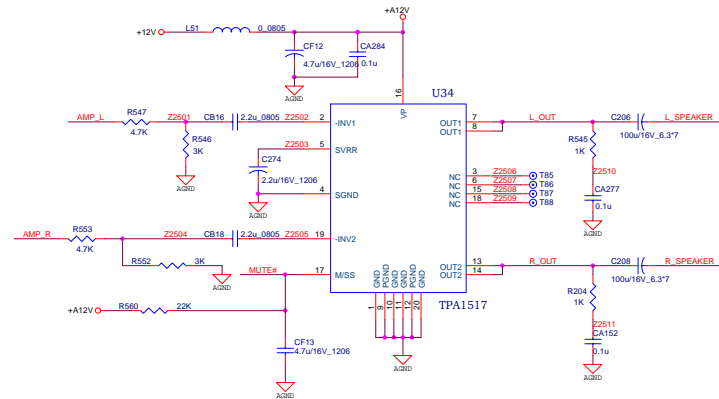 +A12V
+12V
L51
0_0805
CF12
4.7u/16V_1206
CA284
0.1u
AGND
U34
16
VP
AMP_L
R547
4.7K
Z2501
CB16
2.2u_0805
Z2502
2
-INV1
OUT1
7
OUT1
8
L_OUT
C206
L_SPEAKER
100u/16V_6.3*7
R546
3K
AGND
Z2503
5
SVRR
C274
2.2u/16V_1206
4
SGND
AGND
R545
1K
Z2510
CA277
0.1u
AGND
NC
3
Z2506
T85
NC
6
Z2507
T86
NC
15
Z2508
T87
NC
18
Z2509
T88
AMP_R
R553
4.7K
Z2504
CB18
2.2u_0805
Z2505
19
-INV2
R552
3K
AGND
OUT2
13
OUT2
14
R_OUT
C208
R_SPEAKER
100u/16V_6.3*7
MUTE#
17
M/SS
GND
PGND
GND
GND
PGND
GND
1
9
10
11
12
20
TPA1517
R204
1K
Z2511
CA152
0.1u
AGND
+A12V
R560
22K
CF13
4.7u/16V_1206
AGND
AGND